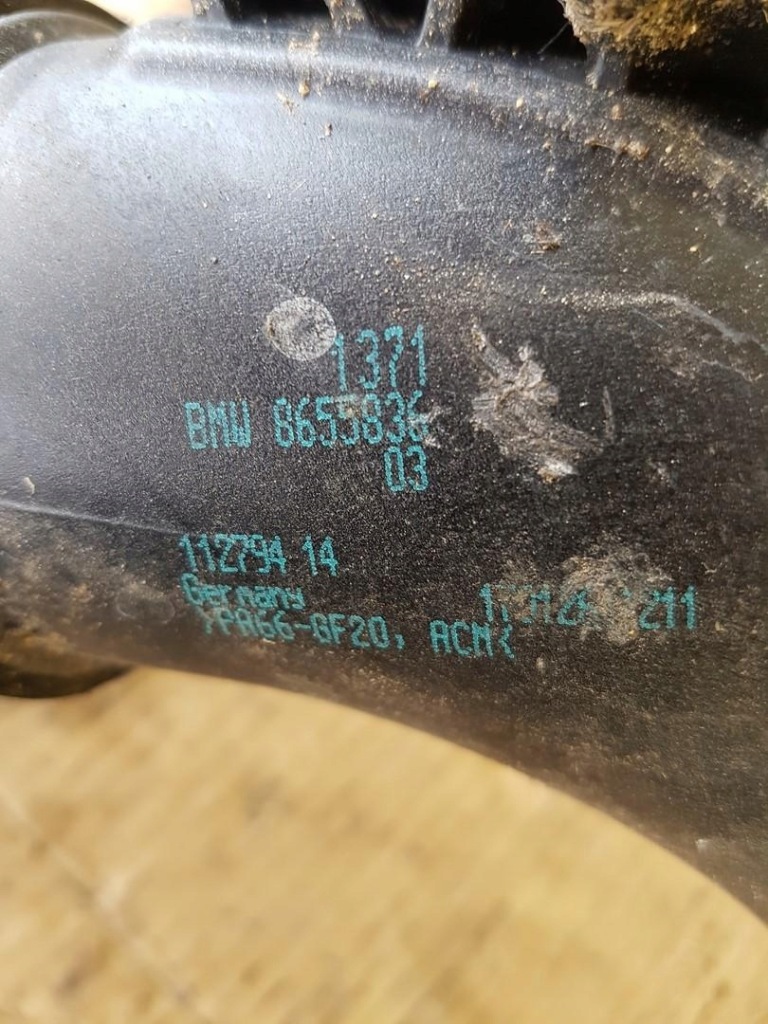 1371
BMW 8655836
03
112794 14
Germany
>PA66-GF20, ACM<